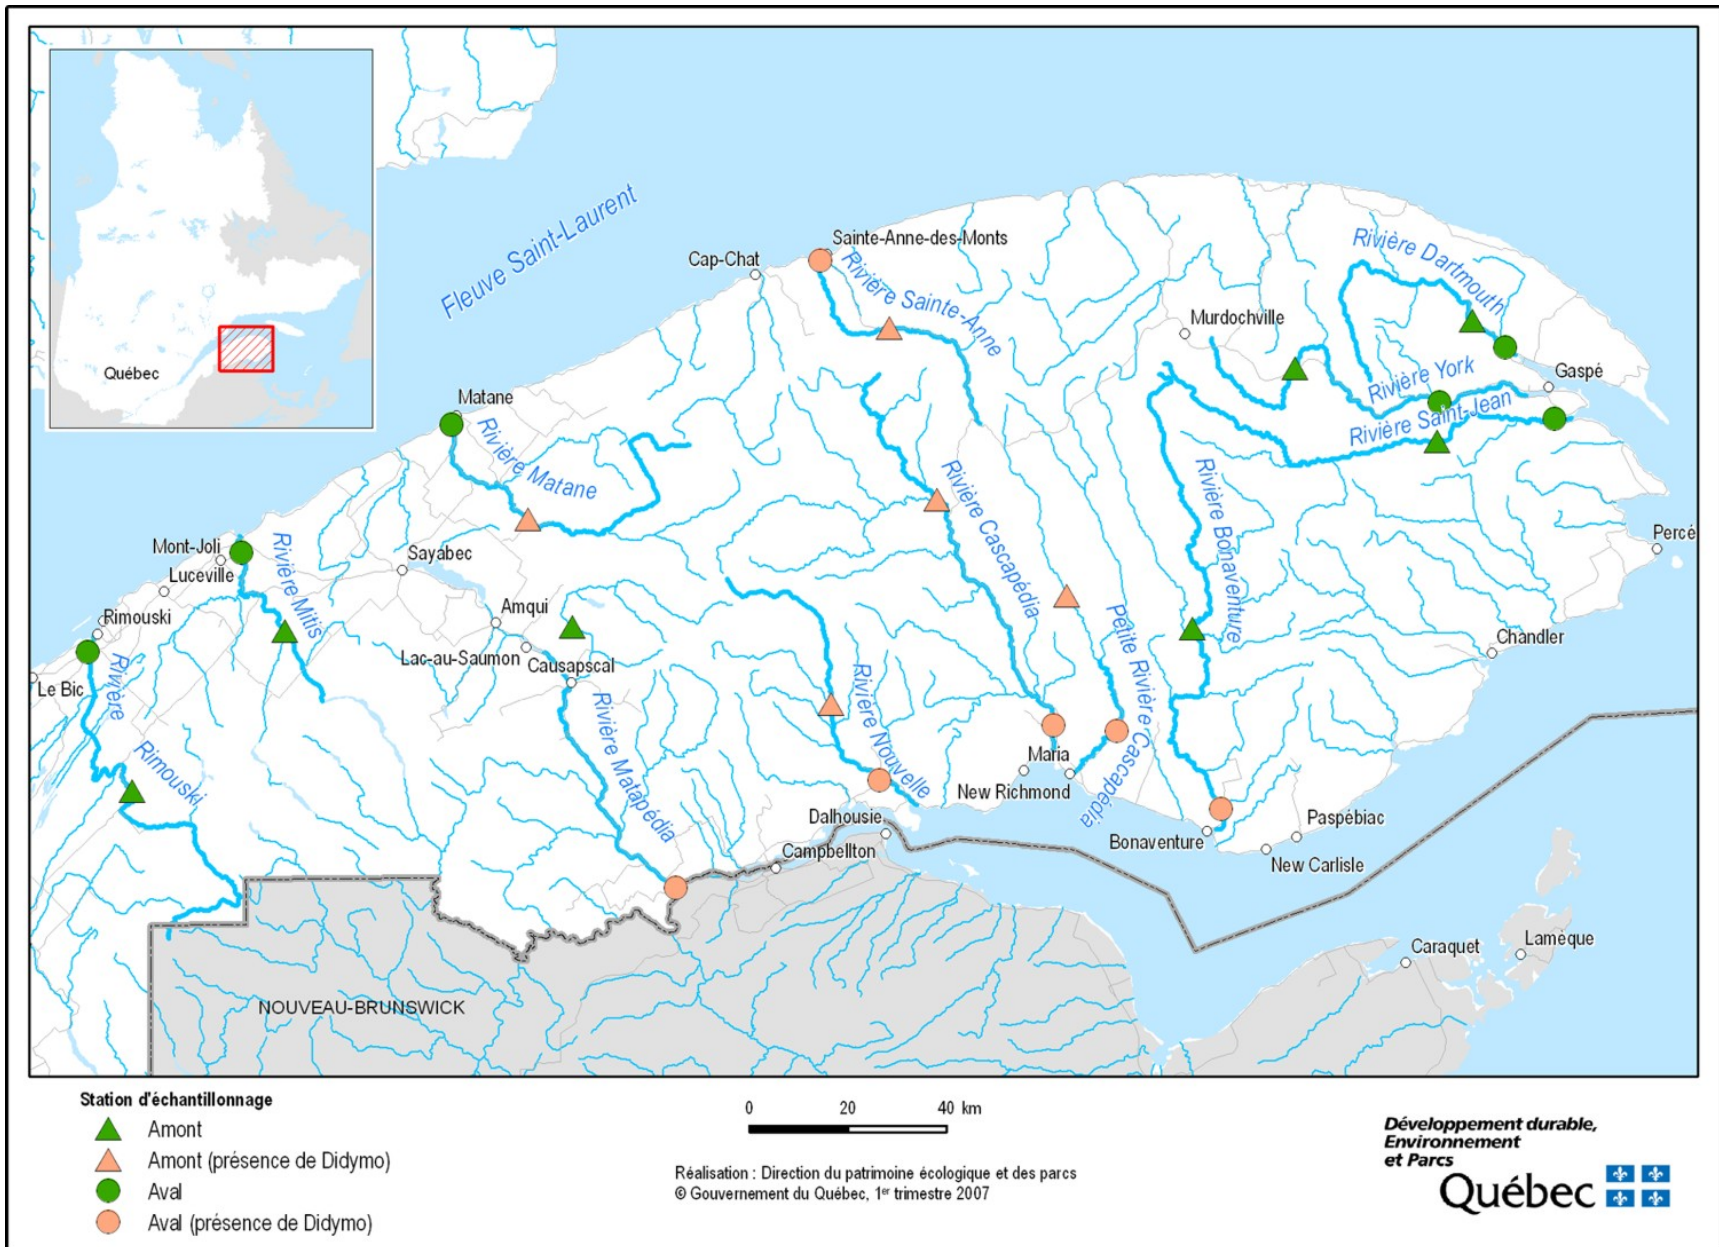 Québec
Fleuve Saint-Laurent
Sainte-Anne-des-Monts
Cap-Chat
Rivière Sainte-Anne
Rivière Dartmouth
Murdochville
Gaspé
Rivière York
Rivière Saint-Jean
Matane
Rivière Matane
Rivière Cascapédia
Rivière Bonaventure
Percé
Mont-Joli
Luceville
Rivière Mitis
Sayabec
Rimouski
Amqui
Lac-au-Saumon
Causapscal
Le Bic
Rivière
Rimouski
Rivière Matapédia
Rivière Nouvelle
Petite Rivière Cascapédia
Chandler
Maria
New Richmond
Dalhousie
Campbellton
Bonaventure
Paspébiac
New Carlisle
Caraquet
Lamèque
NOUVEAU-BRUNSWICK
Station d'échantillonnage
Amont
Amont (présence de Didymo)
Aval
Aval (présence de Didymo)
0 20 40 km
Réalisation : Direction du patrimoine écologique et des parcs
© Gouvernement du Québec, 1er trimestre 2007
Développement durable,
Environnement
et Parcs
Québec